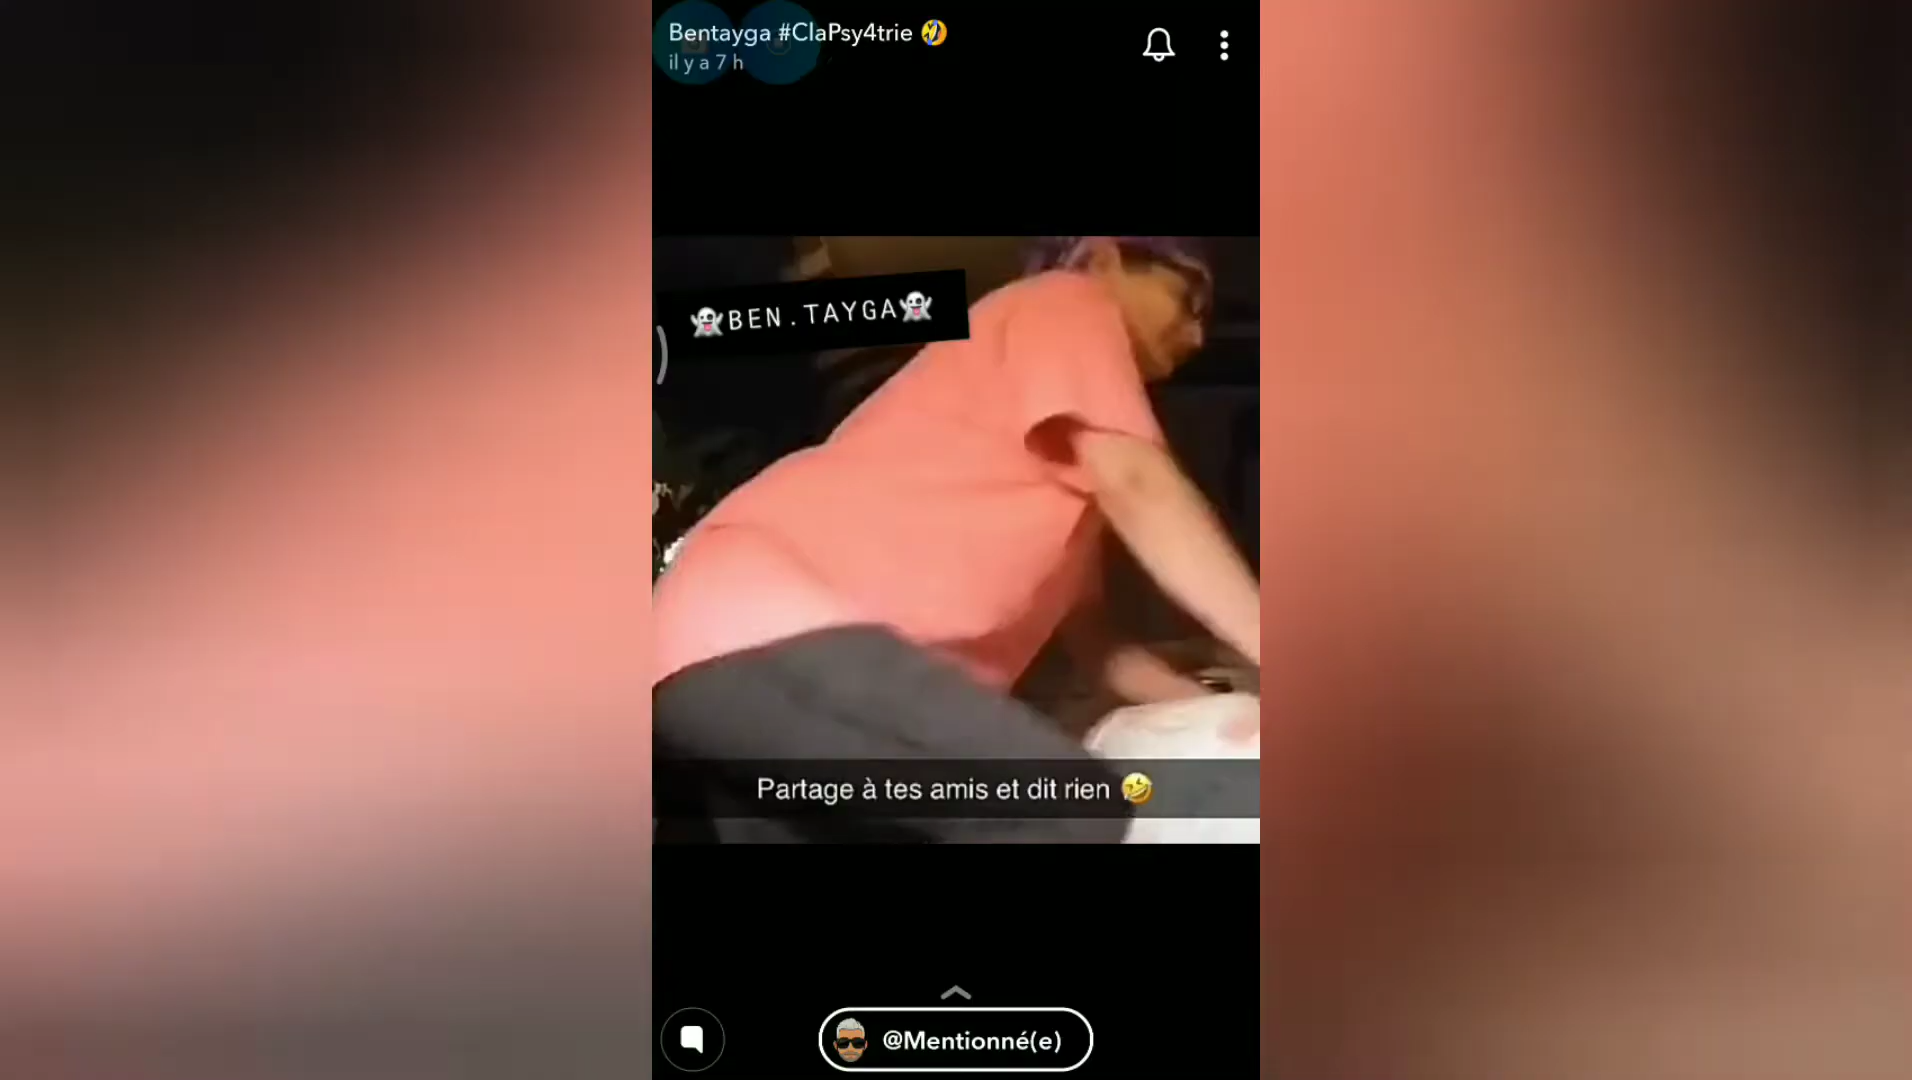 Bentayga #ClaPsy4trie 🤣
il y a 7 h
👻BEN.TAYGA👻
Partage à tes amis et dit rien 🤣
@Mentionné(e)